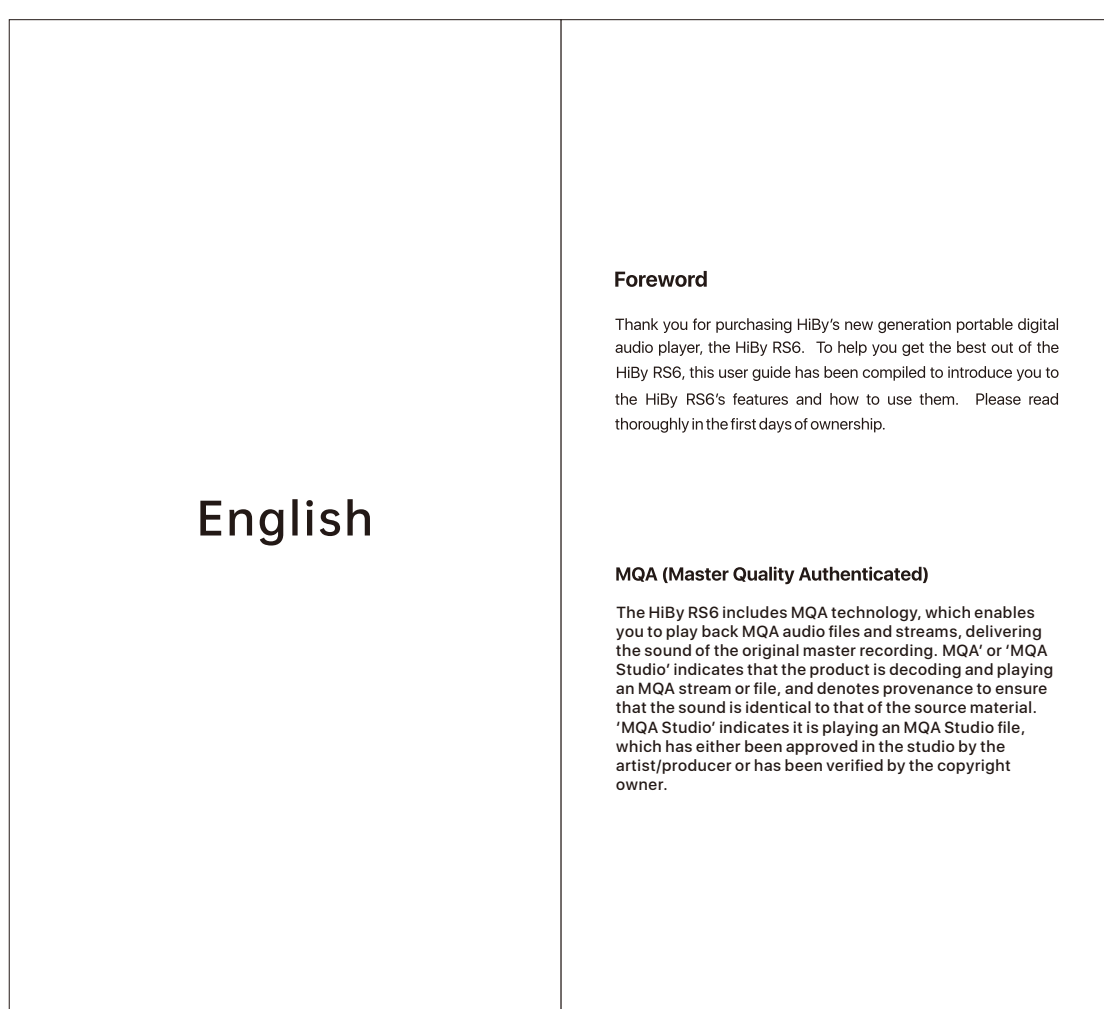 English
Foreword
Thank you for purchasing HiBy’s new generation portable digital
audio player, the HiBy RS6.  To help you get the best out of the
HiBy RS6, this user guide has been compiled to introduce you to
the HiBy RS6’s features and how to use them.  Please read
thoroughly in the first days of ownership.
MQA (Master Quality Authenticated)
The HiBy RS6 includes MQA technology, which enables
you to play back MQA audio files and streams, delivering
the sound of the original master recording. MQA’ or ‘MQA
Studio’ indicates that the product is decoding and playing
an MQA stream or file, and denotes provenance to ensure
that the sound is identical to that of the source material.
‘MQA Studio’ indicates it is playing an MQA Studio file,
which has either been approved in the studio by the
artist/producer or has been verified by the copyright
owner.